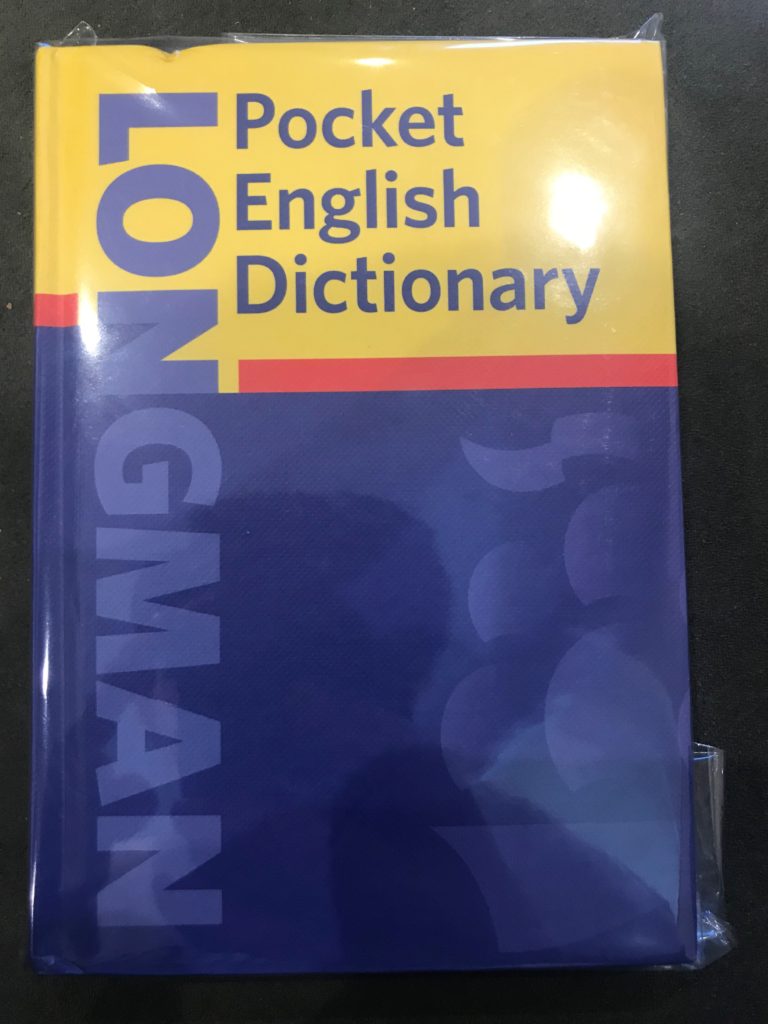 LONGMAN
Pocket
English
Dictionary